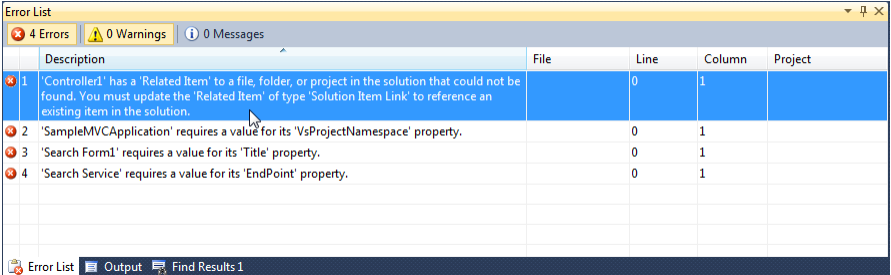 Error List
4 Errors 0 Warnings 0 Messages
Description File Line Column Project
1 'Controller1' has a 'Related Item' to a file, folder, or project in the solution that could not be 0 1
found. You must update the 'Related Item' of type 'Solution Item Link' to reference an
existing item in the solution.
2 'SampleMVCApplication' requires a value for its 'VsProjectNamespace' property. 0 1
3 'Search Form1' requires a value for its 'Title' property. 0 1
4 'Search Service' requires a value for its 'EndPoint' property. 0 1
Error List Output Find Results 1